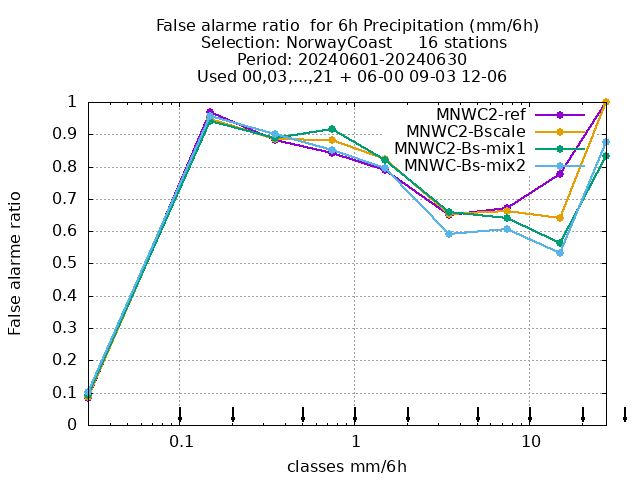 False alarme ratio  for 6h Precipitation (mm/6h)
Selection: NorwayCoast     16 stations
Period: 20240601-20240630
Used 00,03,...,21 + 06-00 09-03 12-06
MNWC2-ref
MNWC2-Bscale
MNWC2-Bs-mix1
MNWC-Bs-mix2
False alarme ratio
1
0.9
0.8
0.7
0.6
0.5
0.4
0.3
0.2
0.1
0
0.1 1 10
classes mm/6h